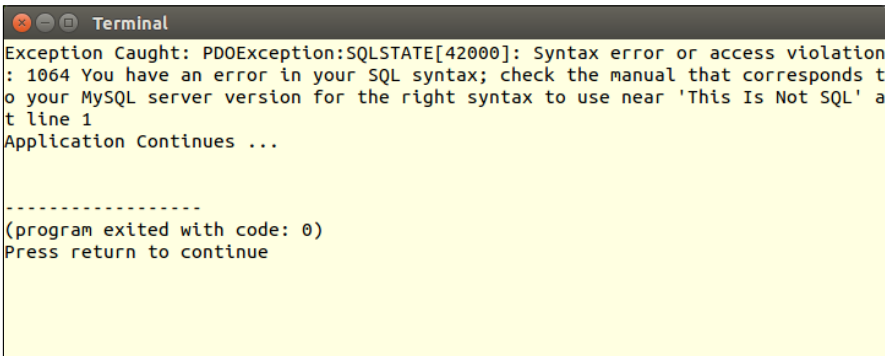 Terminal
Exception Caught: PDOException:SQLSTATE[42000]: Syntax error or access violation
: 1064 You have an error in your SQL syntax; check the manual that corresponds t
o your MySQL server version for the right syntax to use near 'This Is Not SQL' a
t line 1
Application Continues ...
------------------
(program exited with code: 0)
Press return to continue